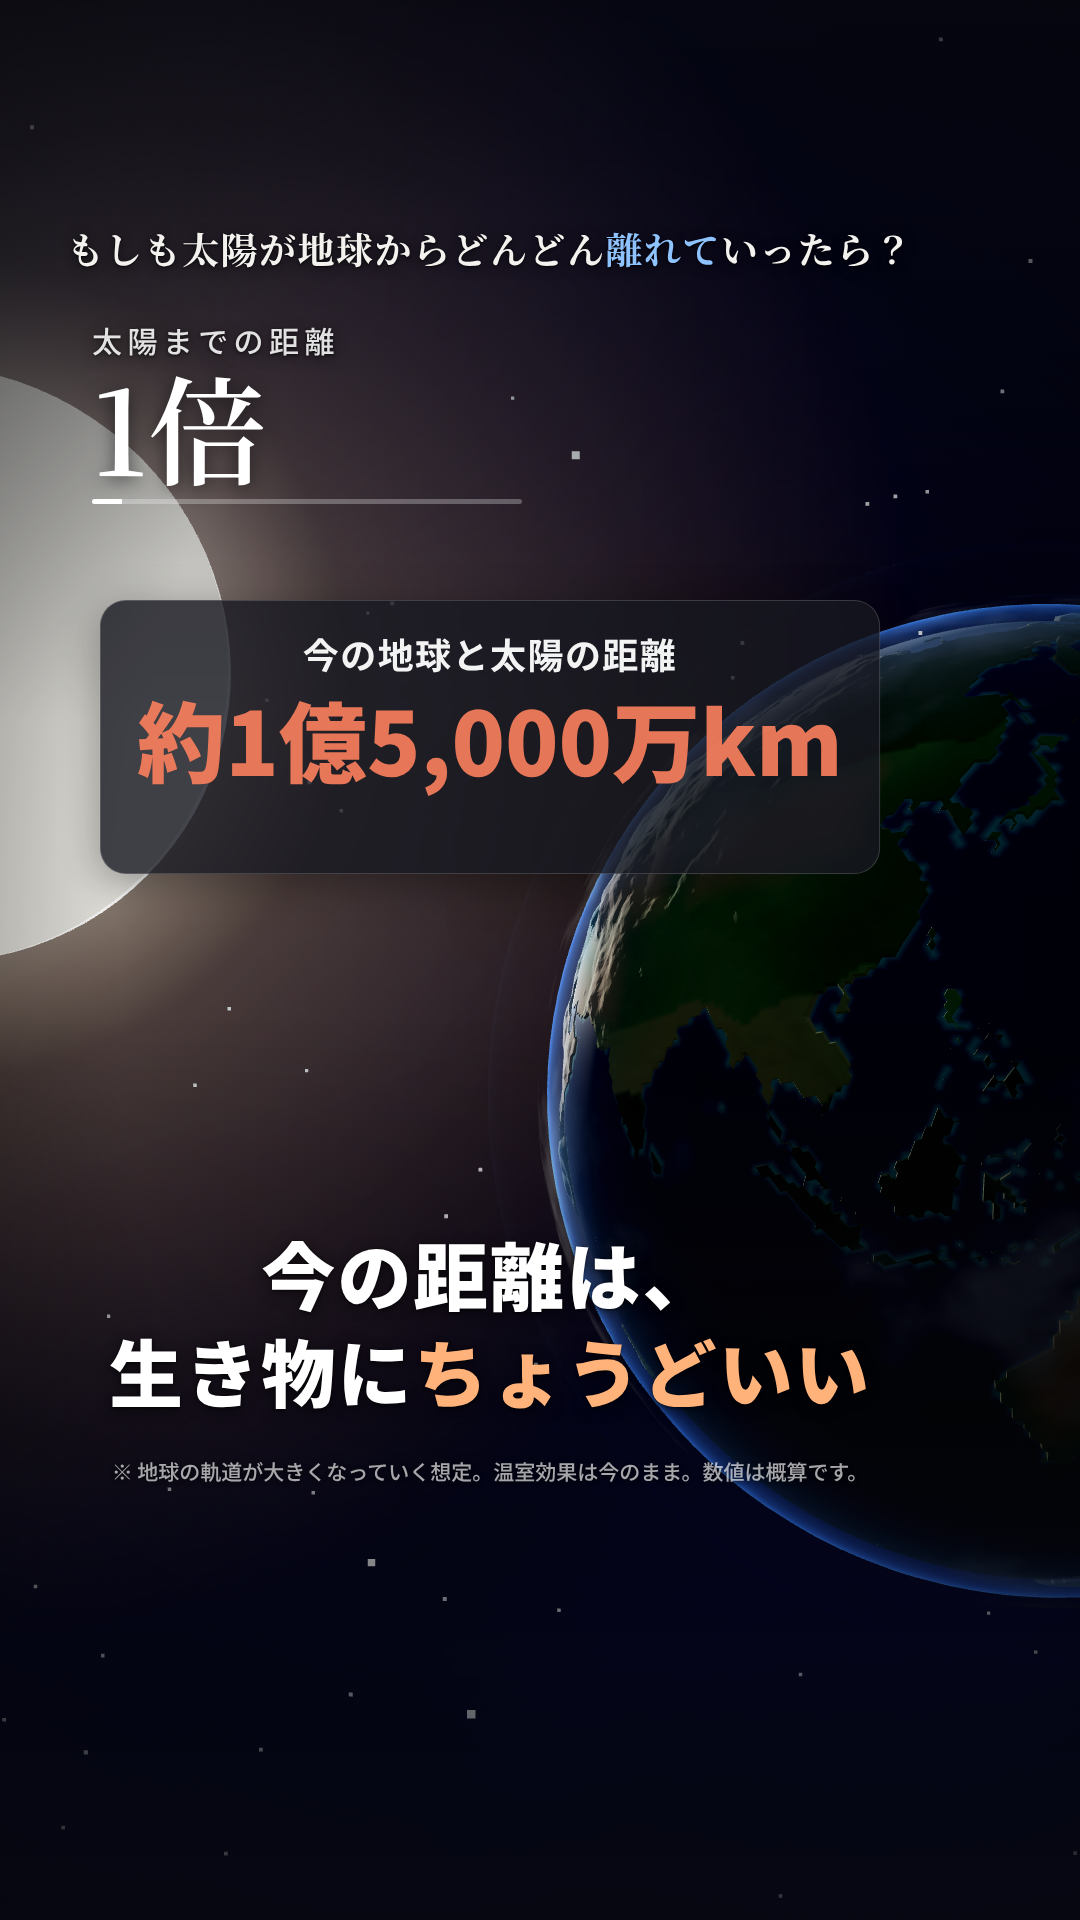 もしも太陽が地球からどんどん離れていったら？
太陽までの距離
1倍
今の地球と太陽の距離
約1億5,000万km
今の距離は、
生き物にちょうどいい
※ 地球の軌道が大きくなっていく想定。温室効果は今のまま。数値は概算です。